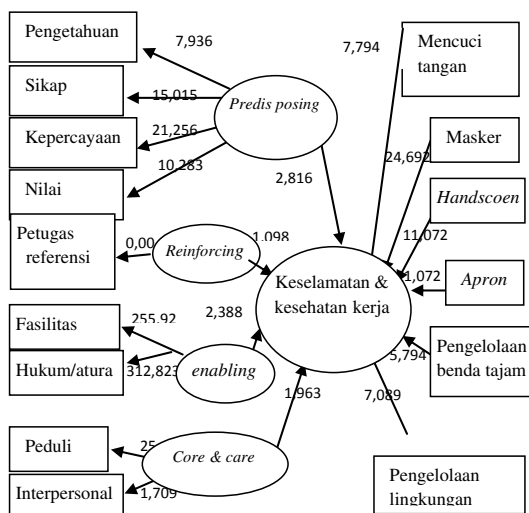 Pengetahuan
7,936
Sikap
15,015
Predis posing
Kepercayaan
21,256
Nilai
10,283
2,816
Petugas
referensi
0,00
Reinforcing
1,098
Fasilitas
255,92
2,388
Hukum/atura
312,823
enabling
1,963
Peduli
25
Core & care
Interpersonal
1,709
Keselamatan &
kesehatan kerja
7,794
Mencuci
tangan
Masker
24,692
Handscoen
11,072
Apron
1,072
Pengelolaan
benda tajam
5,794
7,089
Pengelolaan
lingkungan